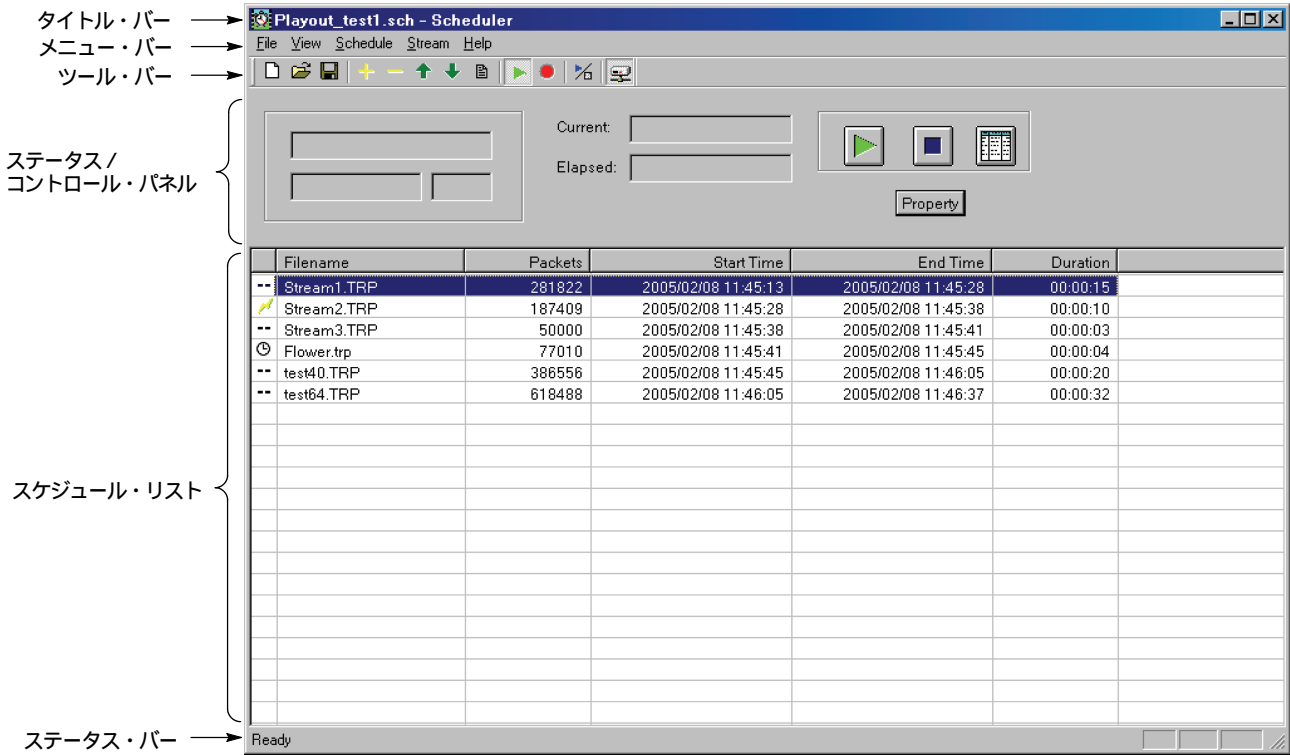 タイトル・バー
Playout_test1.sch - Scheduler
メニュー・バー
File View Schedule Stream Help
ツール・バー
ステータス /
コントロール・パネル
Current:
Elapsed:
Property
スケジュール・リスト
Filename Packets Start Time End Time Duration
-- Stream1.TRP 281822 2005/02/08 11:45:13 2005/02/08 11:45:28 00:00:15
Stream2.TRP 187409 2005/02/08 11:45:28 2005/02/08 11:45:38 00:00:10
-- Stream3.TRP 50000 2005/02/08 11:45:38 2005/02/08 11:45:41 00:00:03
Flower.trp 77010 2005/02/08 11:45:41 2005/02/08 11:45:45 00:00:04
-- test40.TRP 386556 2005/02/08 11:45:45 2005/02/08 11:46:05 00:00:20
-- test64.TRP 618488 2005/02/08 11:46:05 2005/02/08 11:46:37 00:00:32
ステータス・バー
Ready